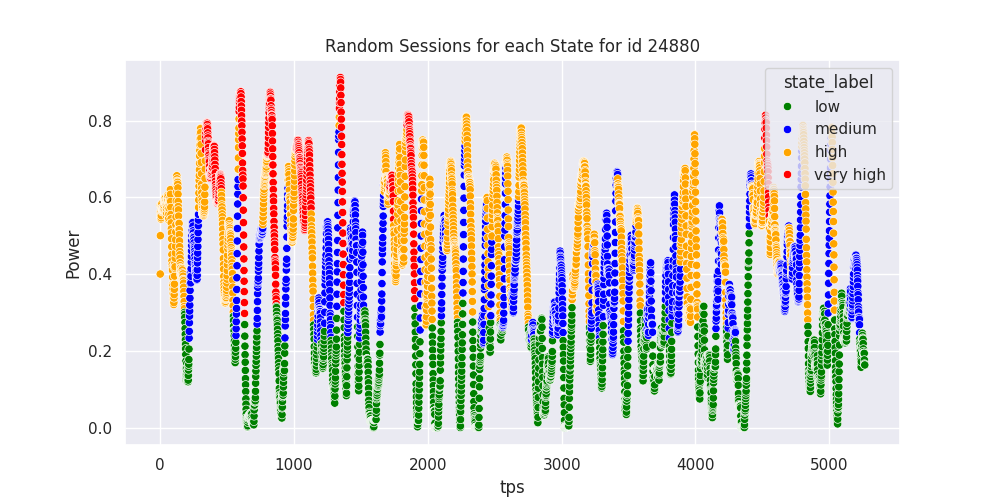 Random Sessions for each State for id 24880
state_label
low
medium
high
very high
Power
0.8
0.6
0.4
0.2
0.0
0
1000
2000
3000
4000
5000
tps